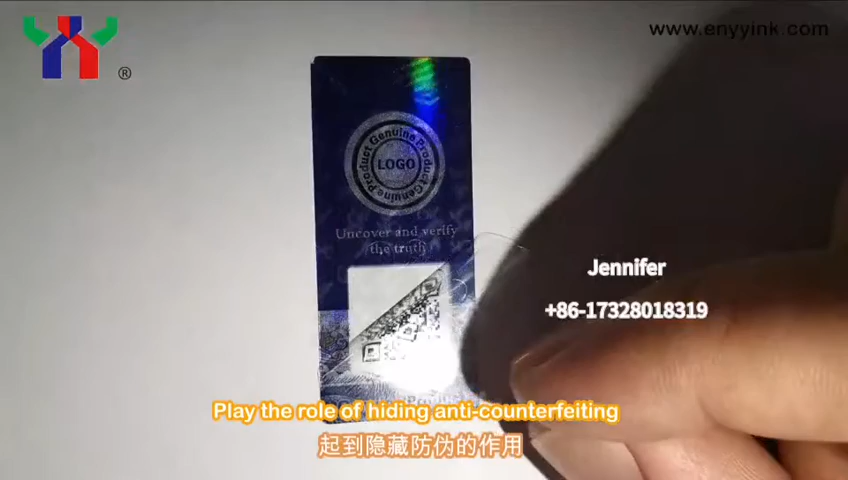 ®
www.enyyink.com
Product Genuine Product Genuine
LOGO
Uncover and verify
the truth
Jennifer
+86-17328018319
Play the role of hiding anti-counterfeiting
起到隐藏防伪的作用